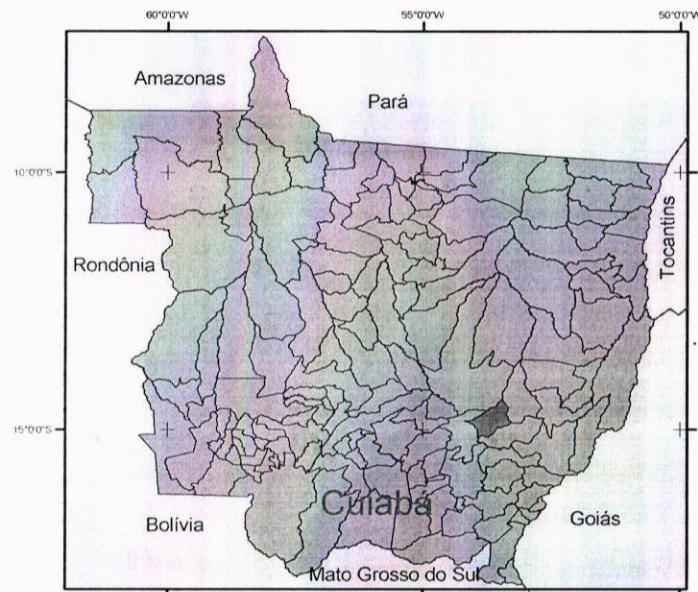 60°0'0"W 55°0'0"W 50°0'0"W
Amazonas
Pará
10°0'0"S
Rondônia
Tocantins
15°0'0"S
Cuiabá
Bolívia
Goiás
Mato Grosso do Sul